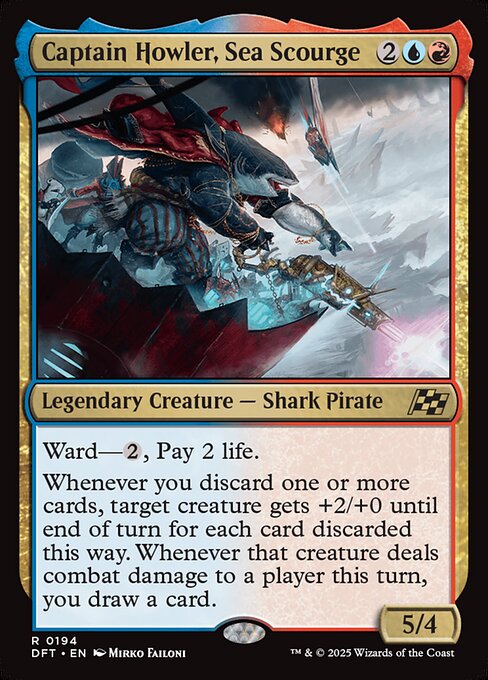 Captain Howler, Sea Scourge 2
Legendary Creature — Shark Pirate
Ward—2, Pay 2 life.
Whenever you discard one or more
cards, target creature gets +2/+0 until
end of turn for each card discarded
this way. Whenever that creature deals
combat damage to a player this turn,
you draw a card.
5/4
R 0194
DFT • EN Mirko Failoni
™ & © 2025 Wizards of the Coast